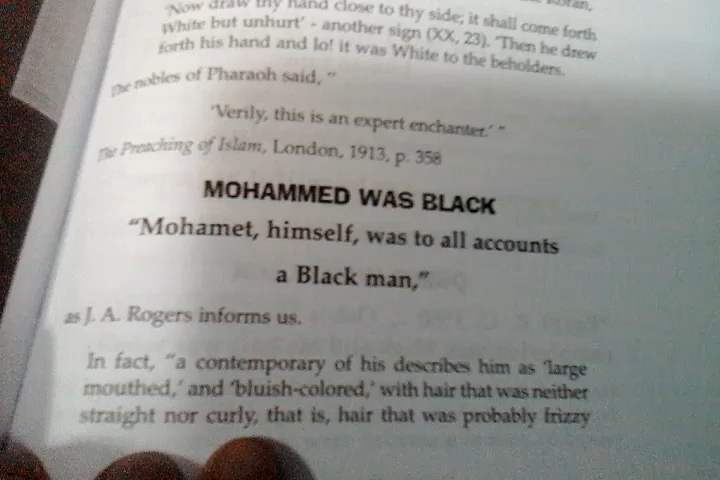 'Now draw thy hand close to thy side; it shall come forth
White but unhurt' - another sign (XX, 23). 'Then he drew
forth his hand and lo! it was White to the beholders.
The nobles of Pharaoh said, "
'Verily, this is an expert enchanter.' "
The Preaching of Islam, London, 1913, p. 358
MOHAMMED WAS BLACK
"Mohamet, himself, was to all accounts
a Black man,"
as J. A. Rogers informs us.
In fact, "a contemporary of his describes him as 'large
mouthed,' and 'bluish-colored,' with hair that was neither
straight nor curly, that is, hair that was probably frizzy